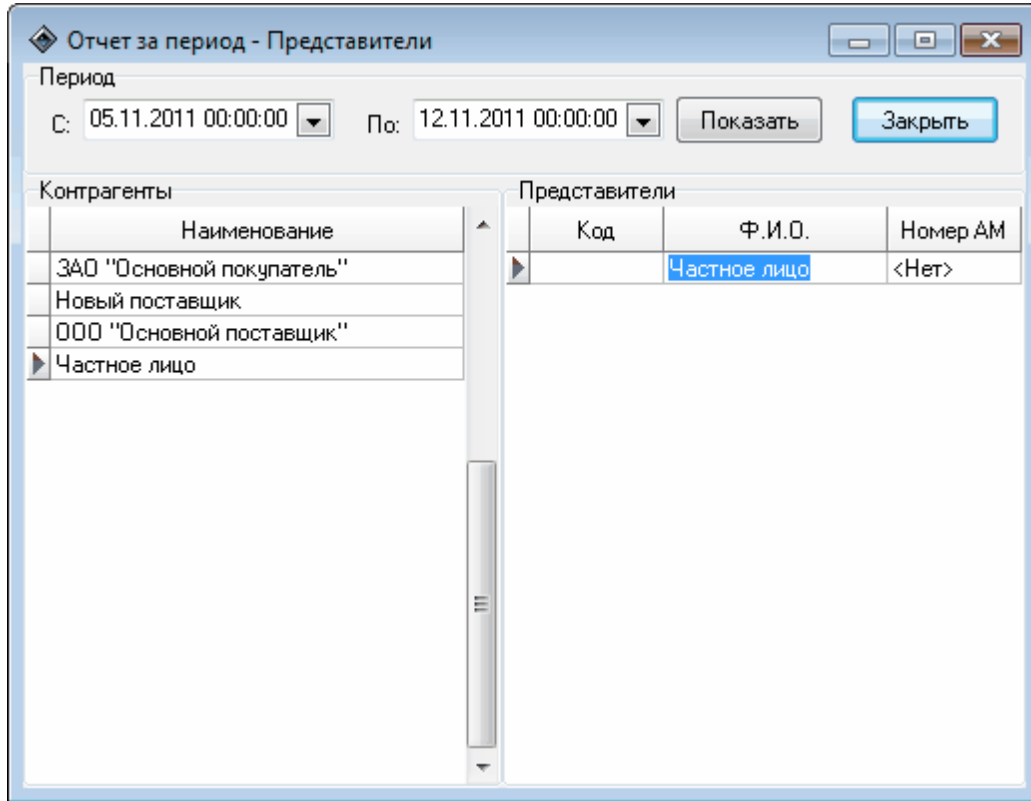 Отчет за период - Представители
Период
С: 05.11.2011 00:00:00 По: 12.11.2011 00:00:00 Показать Закрыть
Контрагенты
Наименование
ЗАО "Основной покупатель"
Новый поставщик
ООО "Основной поставщик"
Частное лицо
Представители
Код Ф.И.О. Номер АМ
Частное лицо <Нет>